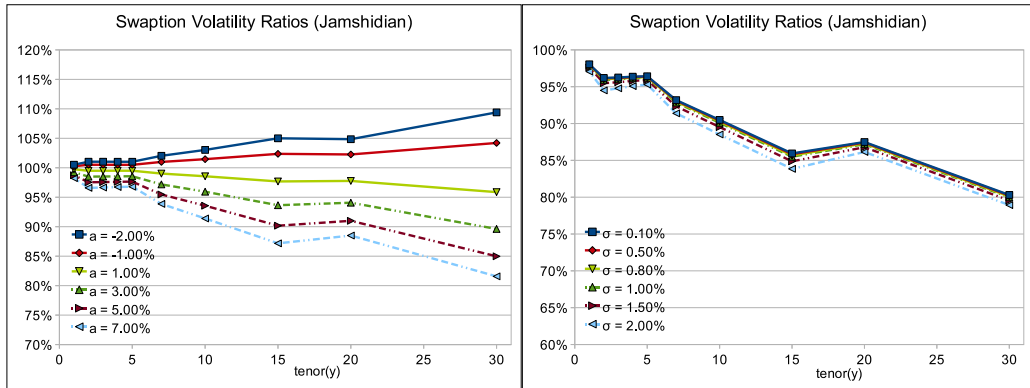 Swaption Volatility Ratios (Jamshidian)
120%
115%
110%
105%
100%
95%
90%
85%
80%
75%
70%
a = -2.00%
a = -1.00%
a = 1.00%
a = 3.00%
a = 5.00%
a = 7.00%
0 5 10 15 20 25 30
tenor(y)
Swaption Volatility Ratios (Jamshidian)
100%
95%
90%
85%
80%
75%
70%
65%
60%
σ = 0.10%
σ = 0.50%
σ = 0.80%
σ = 1.00%
σ = 1.50%
σ = 2.00%
0 5 10 15 20 25 30
tenor(y)